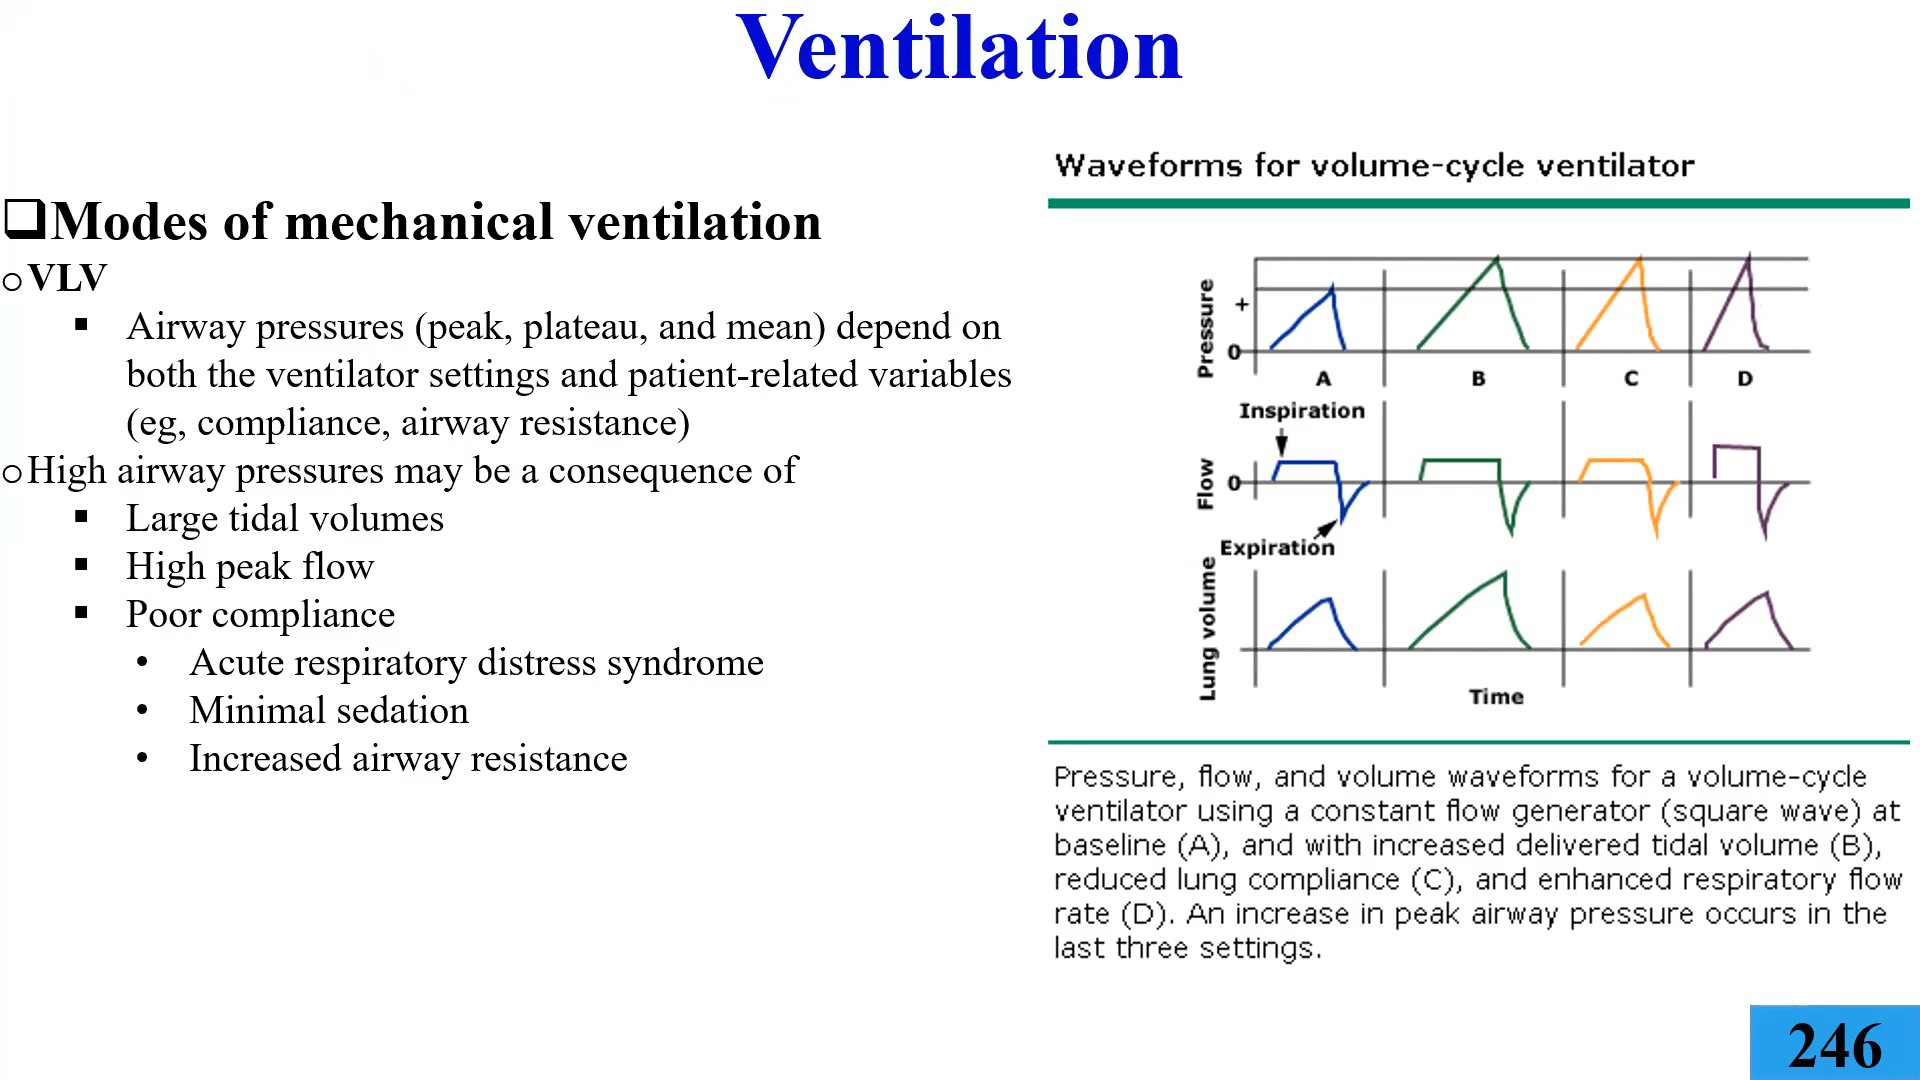 Ventilation
❑Modes of mechanical ventilation
oVLV
▪ Airway pressures (peak, plateau, and mean) depend on
both the ventilator settings and patient-related variables
(eg, compliance, airway resistance)
oHigh airway pressures may be a consequence of
▪ Large tidal volumes
▪ High peak flow
▪ Poor compliance
• Acute respiratory distress syndrome
• Minimal sedation
• Increased airway resistance
Waveforms for volume-cycle ventilator
Pressure
+
0
A B C D
Inspiration
Flow
0
Expiration
Lung volume
Time
Pressure, flow, and volume waveforms for a volume-cycle
ventilator using a constant flow generator (square wave) at
baseline (A), and with increased delivered tidal volume (B),
reduced lung compliance (C), and enhanced respiratory flow
rate (D). An increase in peak airway pressure occurs in the
last three settings.
246